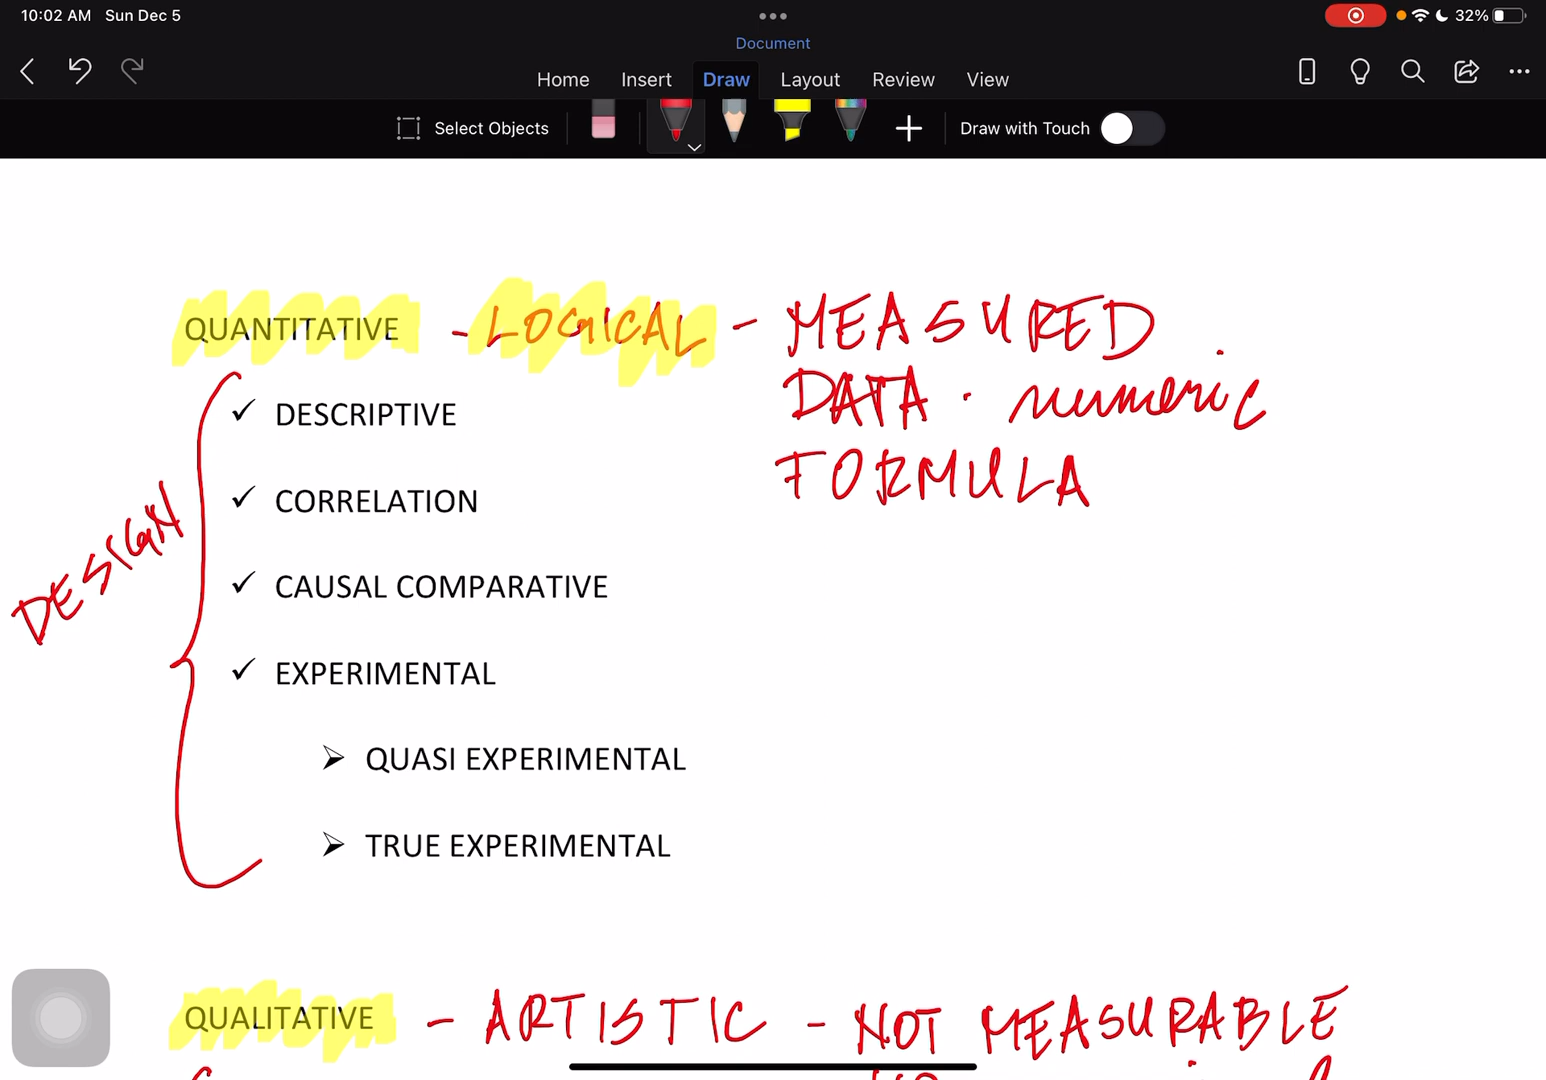 10:02 AM Sun Dec 5
32%
Document
Home Insert Draw Layout Review View
Select Objects
Draw with Touch
QUANTITATIVE - LOGICAL - MEASURED
DATA · numeric
FORMULA
DESIGN
✓ DESCRIPTIVE
✓ CORRELATION
✓ CAUSAL COMPARATIVE
✓ EXPERIMENTAL
➢ QUASI EXPERIMENTAL
➢ TRUE EXPERIMENTAL
QUALITATIVE - ARTISTIC - NOT MEASURABLE